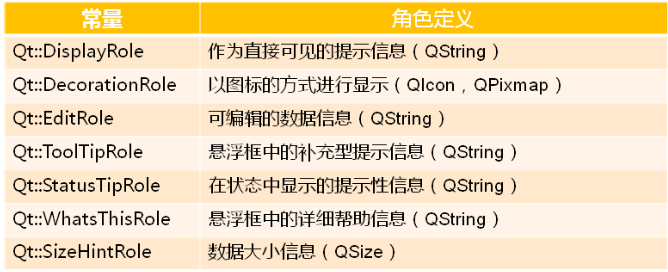 常量 角色定义
Qt::DisplayRole 作为直接可见的提示信息（QString）
Qt::DecorationRole 以图标的方式进行显示（QIcon，QPixmap）
Qt::EditRole 可编辑的数据信息（QString）
Qt::ToolTipRole 悬浮框中的补充型提示信息（QString）
Qt::StatusTipRole 在状态中显示的提示性信息（QString）
Qt::WhatsThisRole 悬浮框中的详细帮助信息（QString）
Qt::SizeHintRole 数据大小信息（QSize）